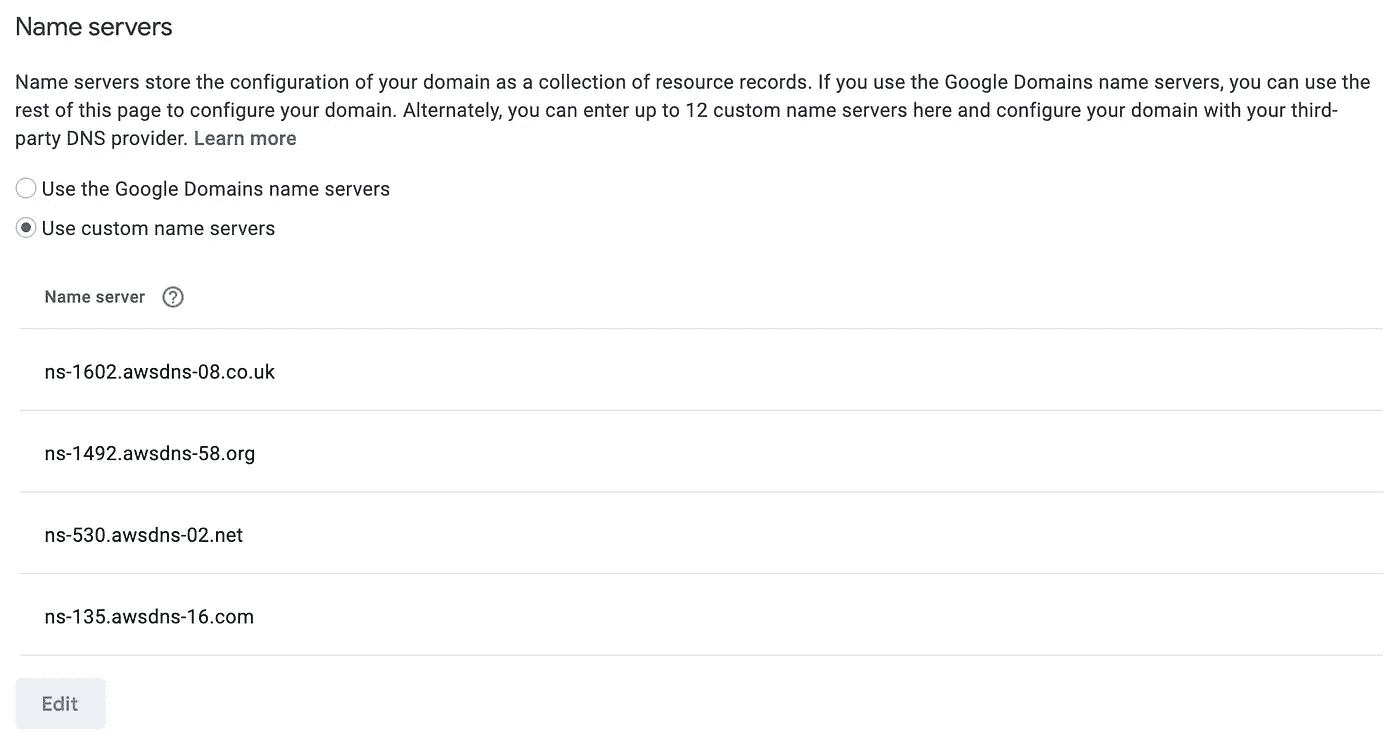 Name servers
Name servers store the configuration of your domain as a collection of resource records. If you use the Google Domains name servers, you can use the
rest of this page to configure your domain. Alternately, you can enter up to 12 custom name servers here and configure your domain with your third-
party DNS provider. Learn more
Use the Google Domains name servers
Use custom name servers
Name server ?
ns-1602.awsdns-08.co.uk
ns-1492.awsdns-58.org
ns-530.awsdns-02.net
ns-135.awsdns-16.com
Edit